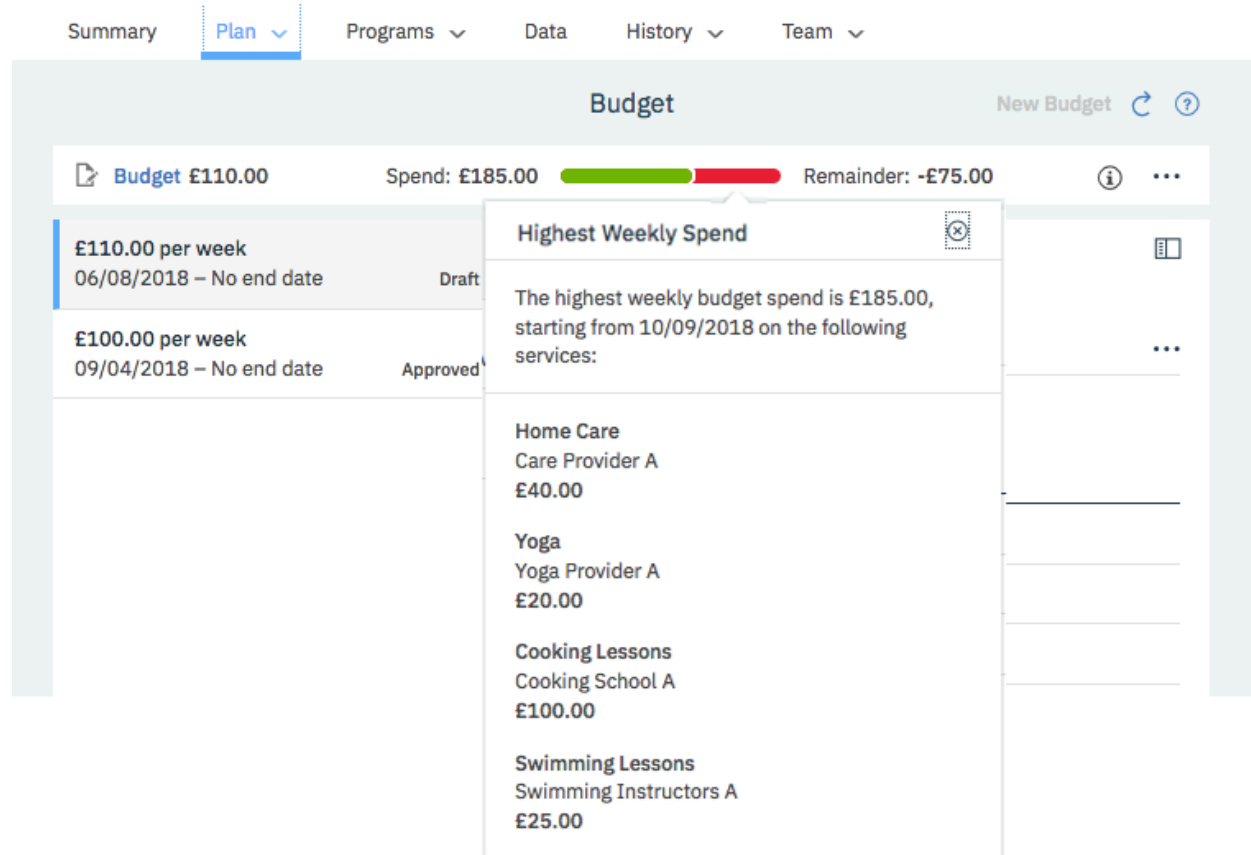 Summary Plan Programs Data History Team
Budget
New Budget
Budget £110.00 Spend: £185.00 Remainder: -£75.00
£110.00 per week
06/08/2018 – No end date Draft
£100.00 per week
09/04/2018 – No end date Approved
Highest Weekly Spend
The highest weekly budget spend is £185.00,
starting from 10/09/2018 on the following
services:
Home Care
Care Provider A
£40.00
Yoga
Yoga Provider A
£20.00
Cooking Lessons
Cooking School A
£100.00
Swimming Lessons
Swimming Instructors A
£25.00